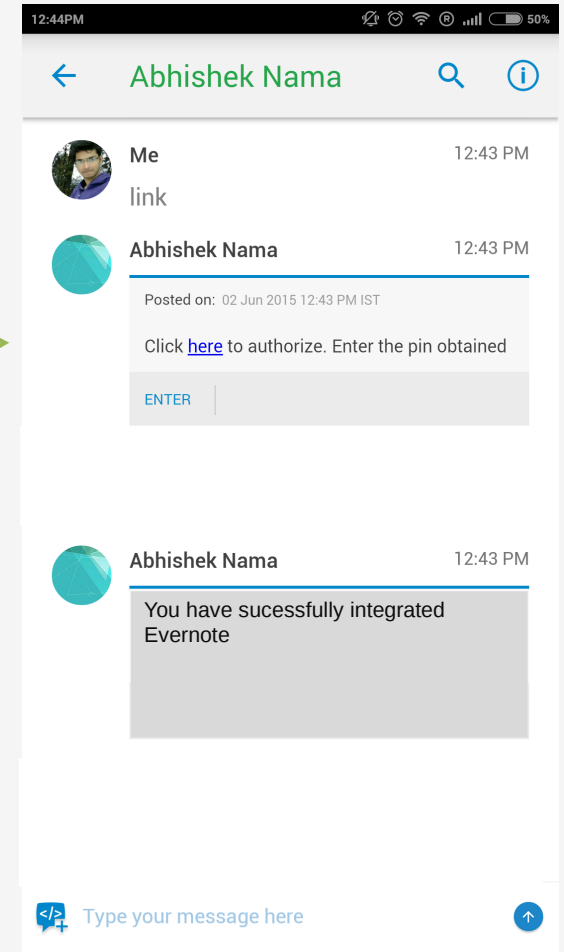 12:44PM ® 50%
Abhishek Nama
Me 12:43 PM
link
Abhishek Nama 12:43 PM
Posted on: 02 Jun 2015 12:43 PM IST
Click here to authorize. Enter the pin obtained
ENTER
Abhishek Nama 12:43 PM
You have sucessfully integrated
Evernote
</> Type your message here